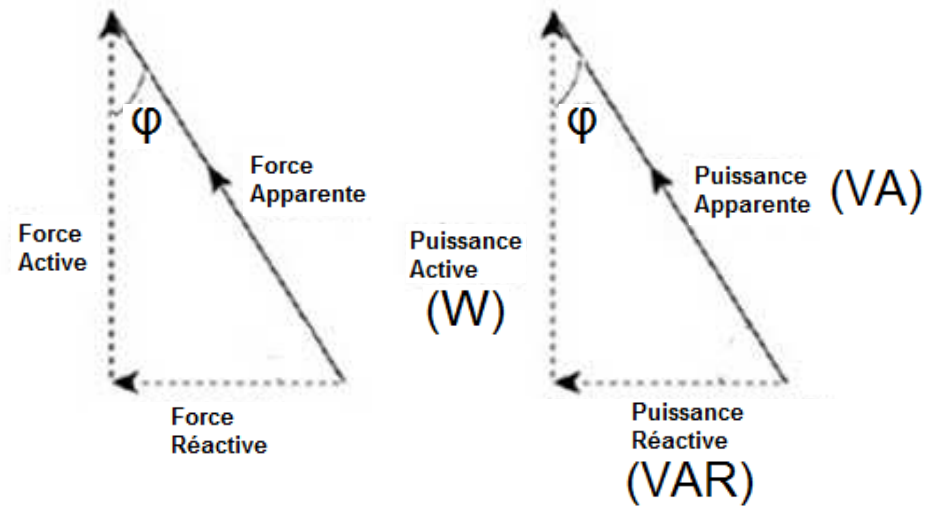 φ
Force
Apparente
Force
Active
Force
Réactive
φ
Puissance
Apparente (VA)
Puissance
Active
(W)
Puissance
Réactive
(VAR)